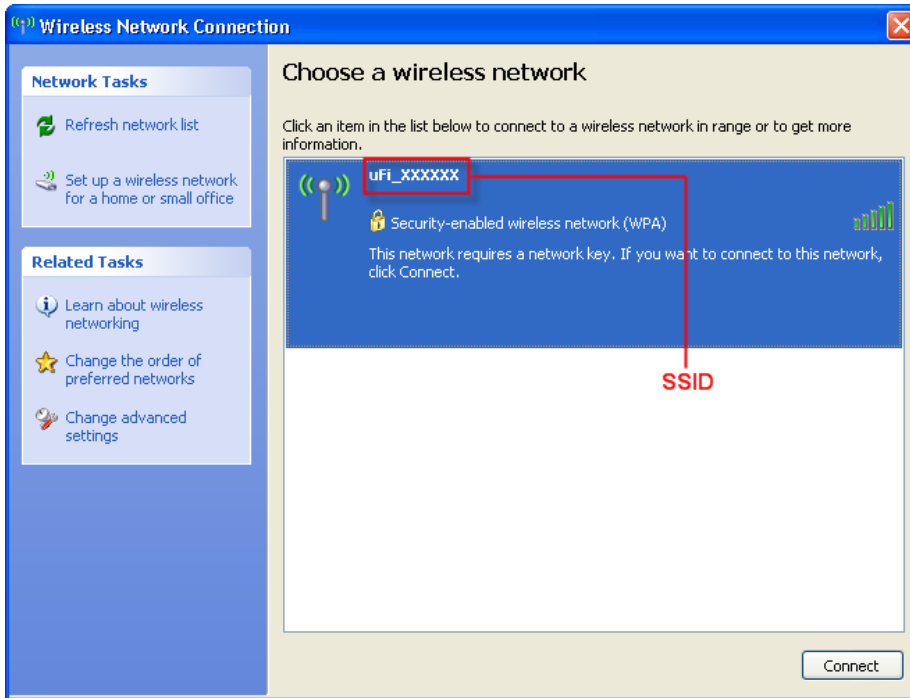 Wireless Network Connection
Network Tasks
Refresh network list
Set up a wireless network
for a home or small office
Related Tasks
Learn about wireless
networking
Change the order of
preferred networks
Change advanced
settings
Choose a wireless network
Click an item in the list below to connect to a wireless network in range or to get more
information.
uFi_XXXXXX
Security-enabled wireless network (WPA)
This network requires a network key. If you want to connect to this network,
click Connect.
SSID
Connect